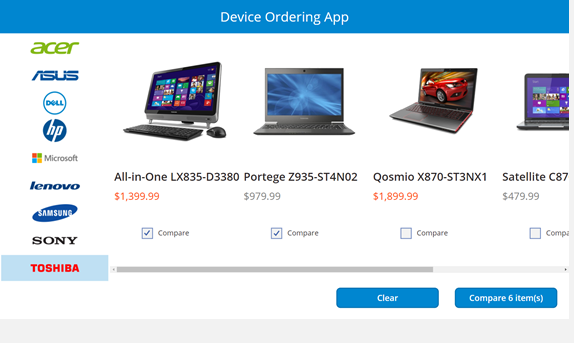 Device Ordering App
acer
ASUS
DELL
hp
Microsoft
lenovo
SAMSUNG
SONY
TOSHIBA
All-in-One LX835-D3380
$1,399.99
Compare
Portege Z935-ST4N02
$979.99
Compare
Qosmio X870-ST3NX1
$1,899.99
Compare
Satellite C87
$479.99
Compa
Clear
Compare 6 item(s)